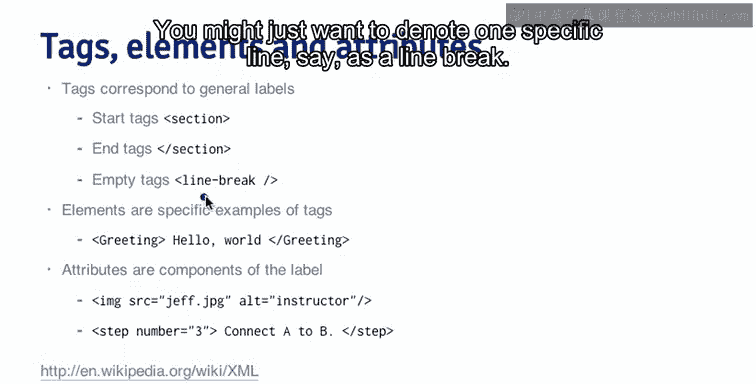 You might just want to denote one specific
line, say, as a line break.
Tags, elements and attributes
· Tags correspond to general labels
- Start tags <section>
- End tags </section>
- Empty tags <line-break />
· Elements are specific examples of tags
- <Greeting> Hello, world </Greeting>
· Attributes are components of the label
- <img src="jeff.jpg" alt="instructor"/>
- <step number="3"> Connect A to B. </step>
http://en.wikipedia.org/wiki/XML